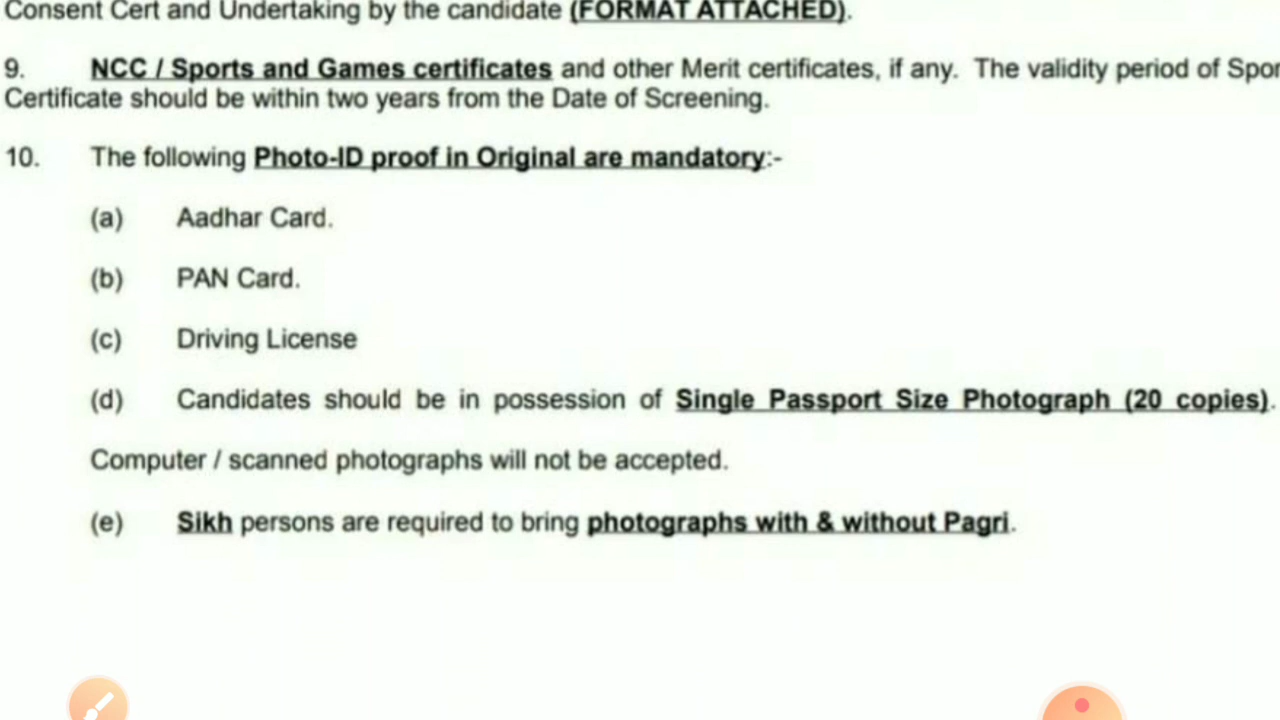 Consent Cert and Undertaking by the candidate (FORMAT ATTACHED).
9. NCC / Sports and Games certificates and other Merit certificates, if any. The validity period of
Certificate should be within two years from the Date of Screening.
10. The following Photo-ID proof in Original are mandatory:-
(a) Aadhar Card.
(b) PAN Card.
(c) Driving License
(d) Candidates should be in possession of Single Passport Size Photograph (20 copies).
Computer / scanned photographs will not be accepted.
(e) Sikh persons are required to bring photographs with & without Pagri.